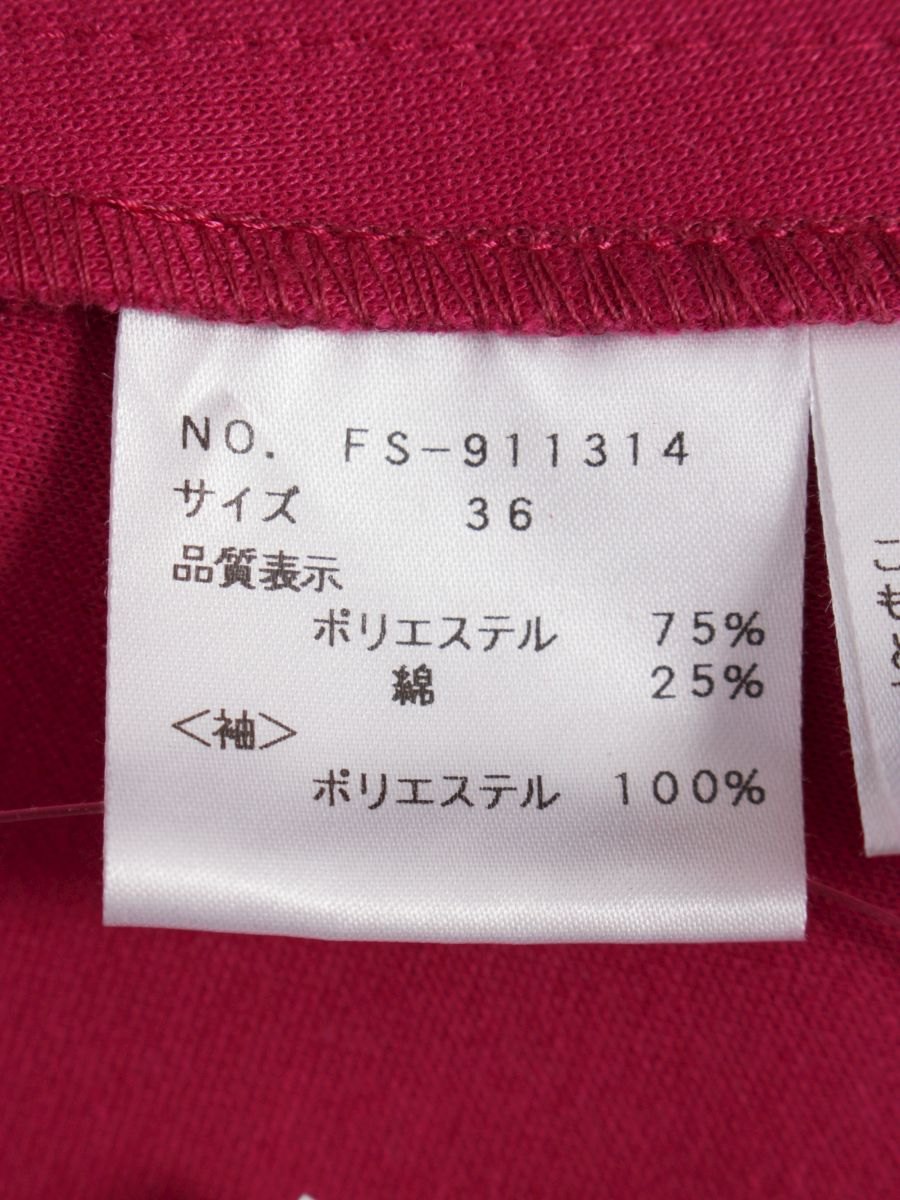 NO. FS-911314
サイズ 36
品質表示
ポリエステル 75%
綿 25%
<袖>
ポリエステル 100%